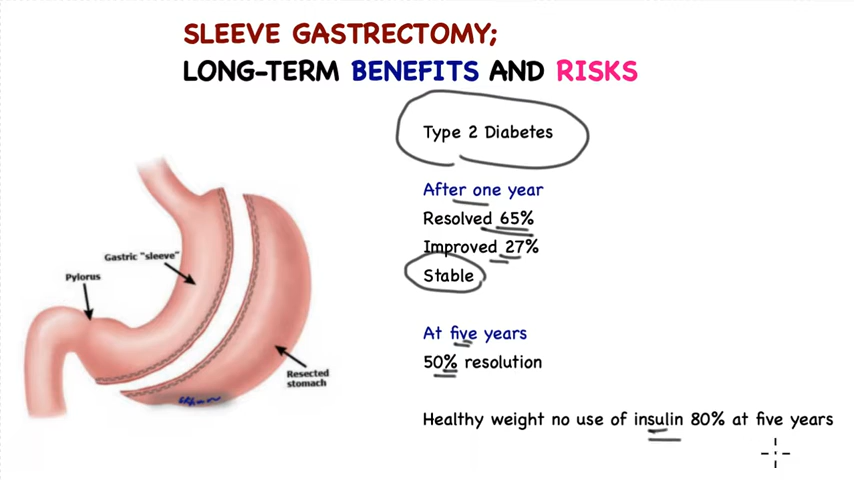 SLEEVE GASTRECTOMY;
LONG-TERM BENEFITS AND RISKS
Type 2 Diabetes
After one year
Resolved 65%
Improved 27%
Stable
At five years
50% resolution
Healthy weight no use of insulin 80% at five years
Gastric "sleeve"
Pylorus
Resected
stomach